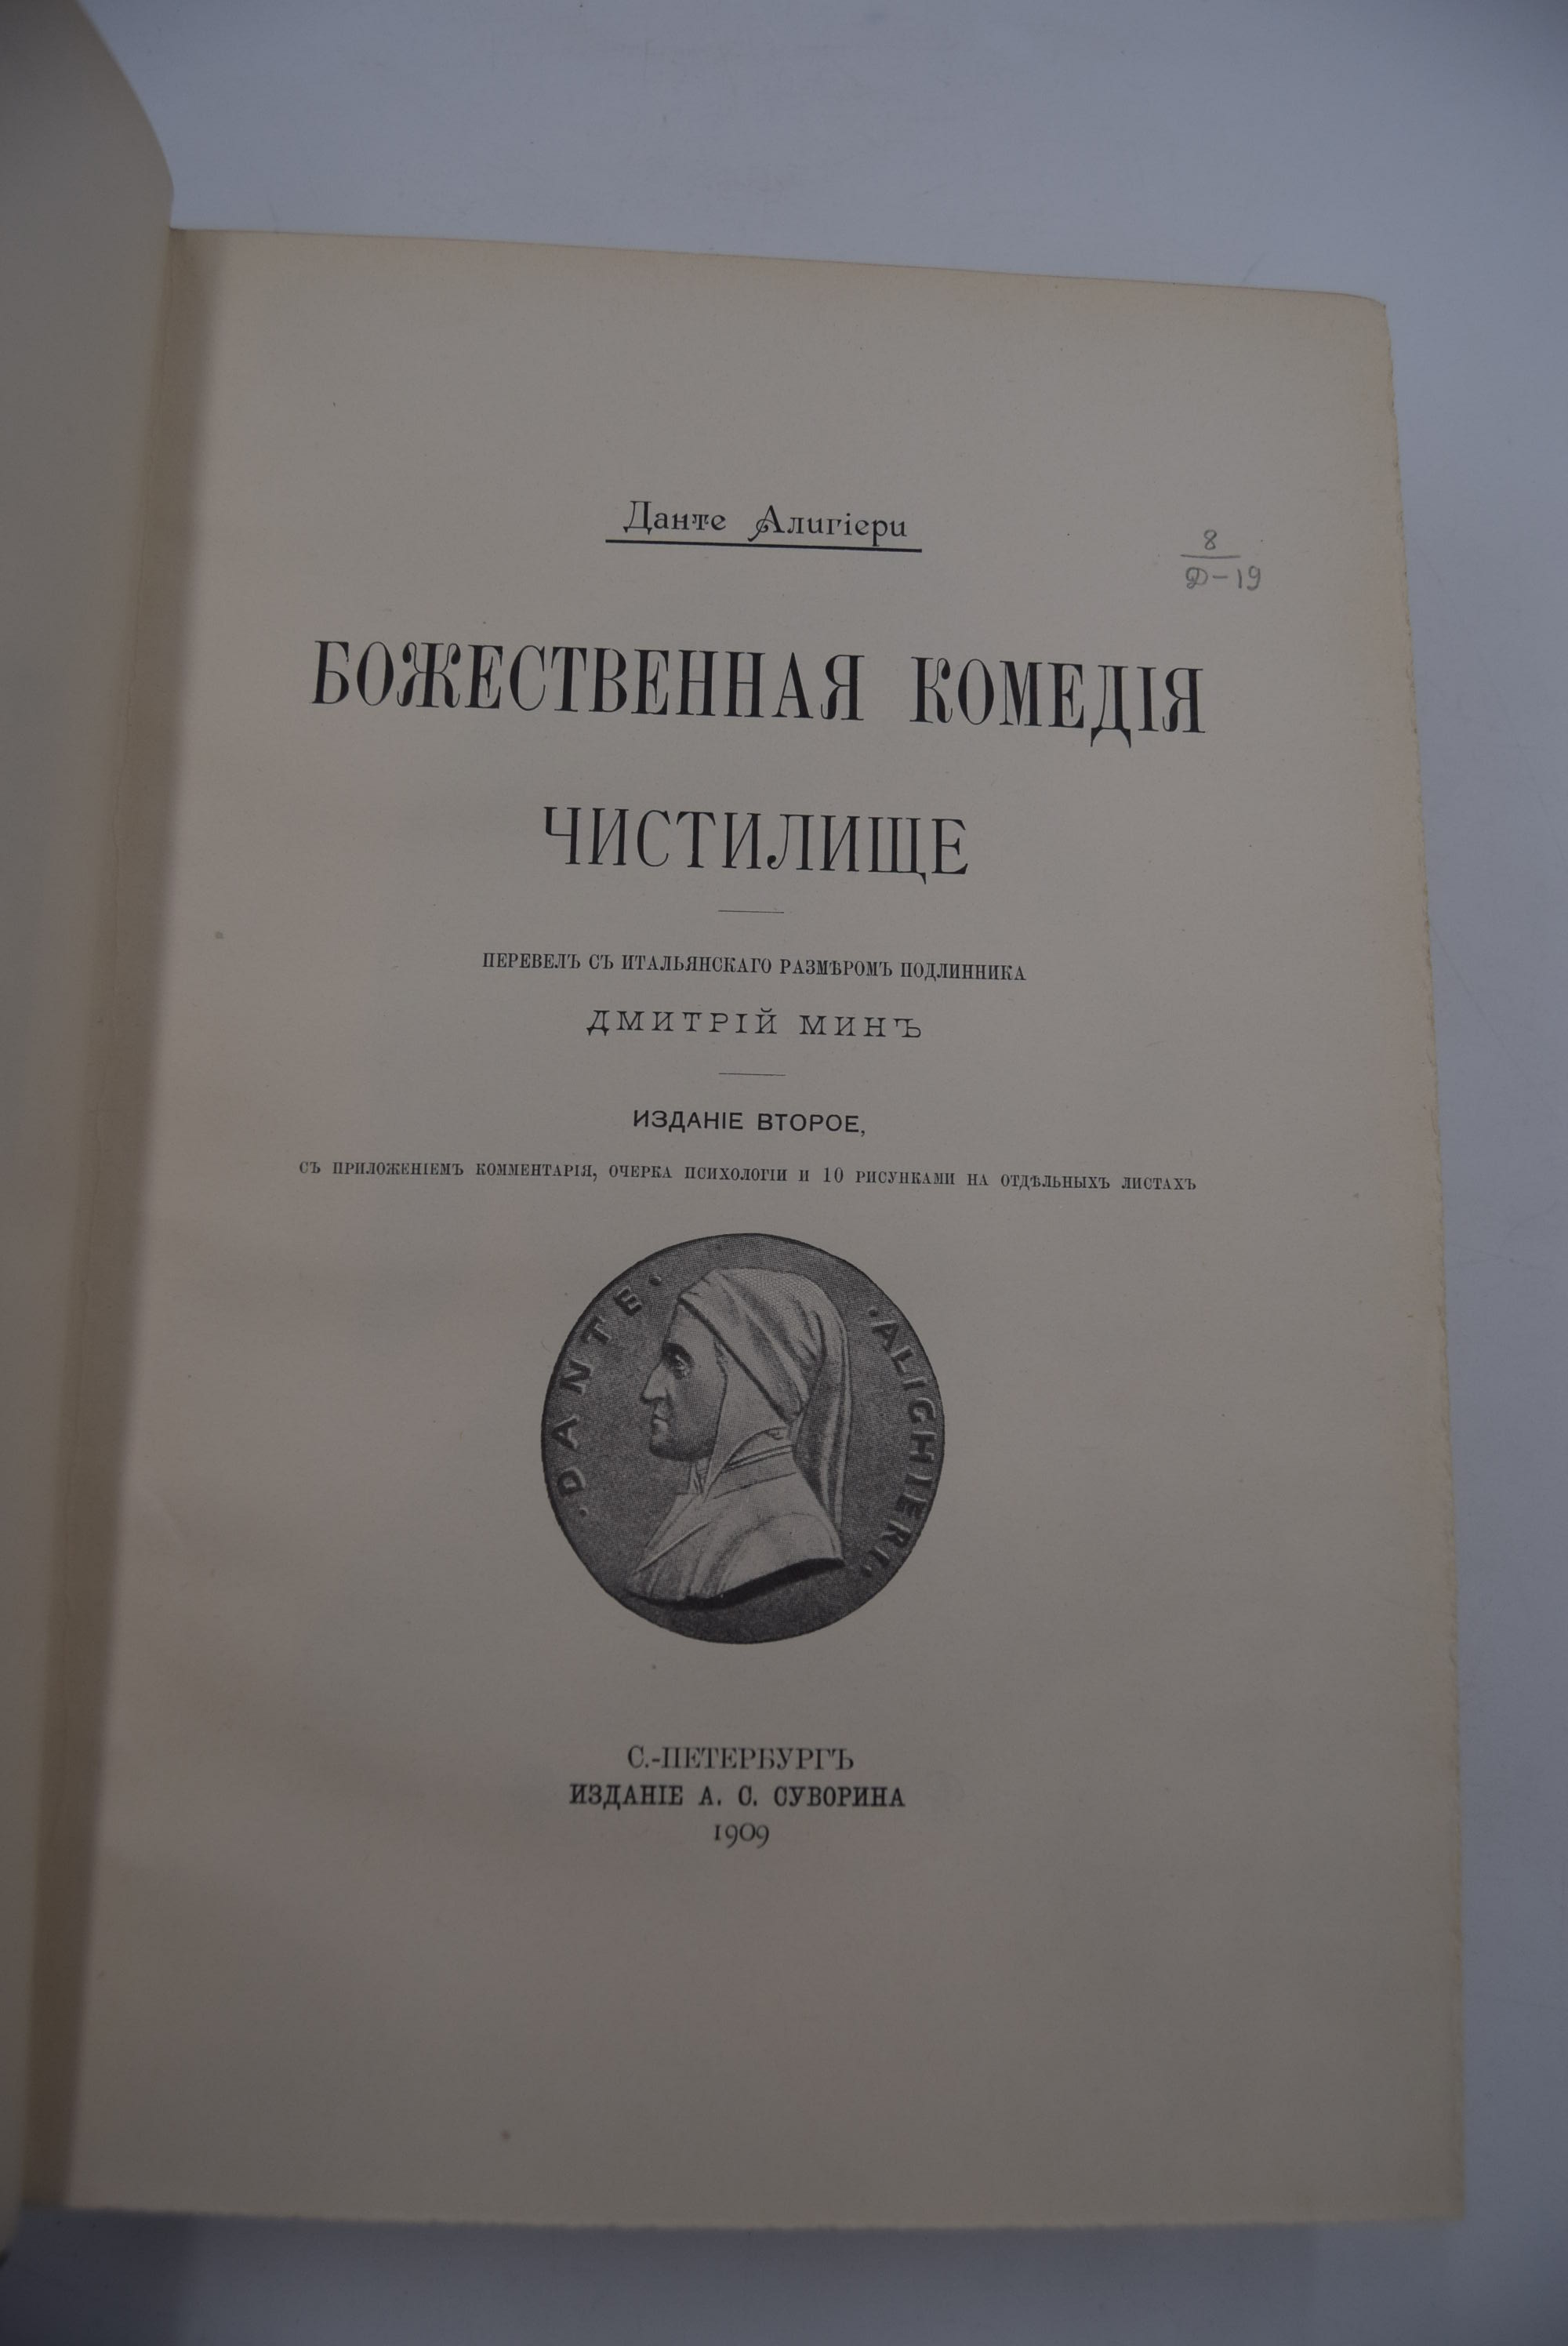 Данте Алигіери
8
Д-19
БОЖЕСТВЕННАЯ КОМЕДІЯ
ЧИСТИЛИЩЕ
ПЕРЕВЕЛЪ СЪ ИТАЛЬЯНСКАГО РАЗМѢРОМЪ ПОДЛИННИКА
ДМИТРІЙ МИНЪ
ИЗДАНІЕ ВТОРОЕ,
СЪ ПРИЛОЖЕНІЕМЪ КОММЕНТАРІЯ, ОЧЕРКА ПСИХОЛОГІИ И 10 РИСУНКАМИ НА ОТДѢЛЬНЫХЪ ЛИСТАХЪ
·DANTE· ·ALIGHIERI·
С.-ПЕТЕРБУРГЪ
ИЗДАНІЕ А. С. СУВОРИНА
1909